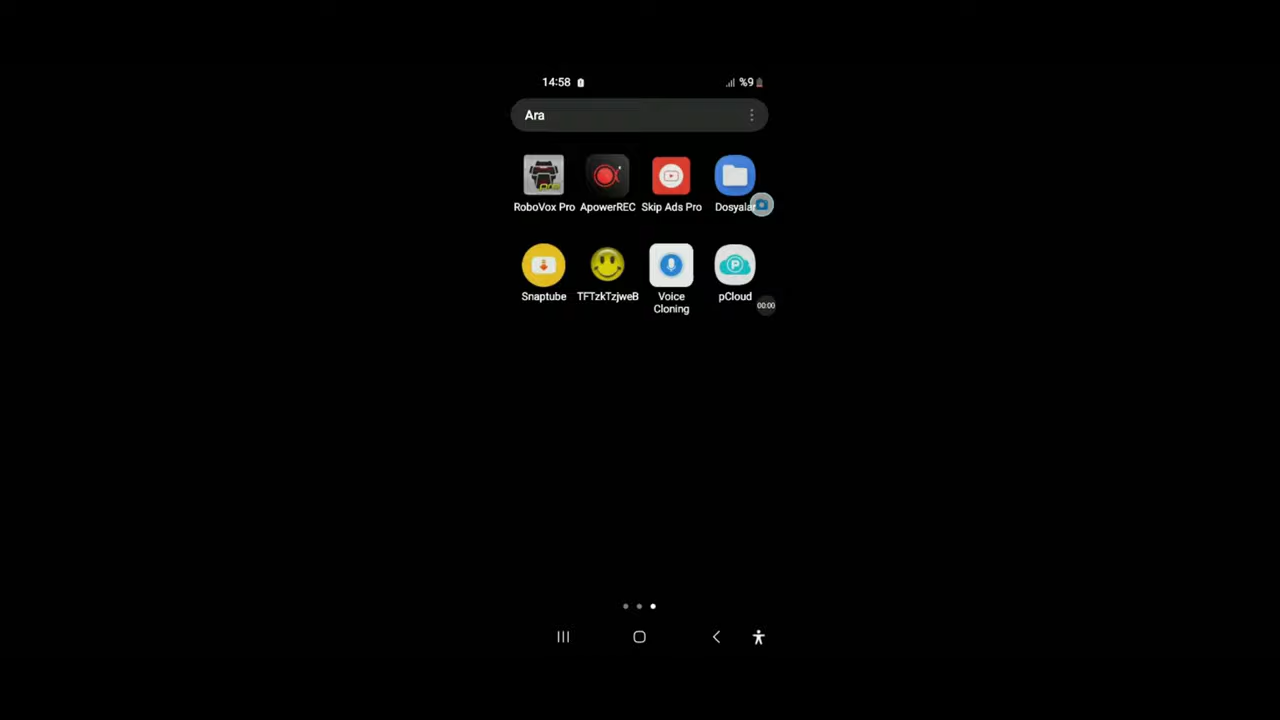 14:58
%9
Ara
RoboVox Pro
ApowerREC
Skip Ads Pro
Dosyalar
Snaptube
TFTzkTzjweB
Voice
Cloning
pCloud
00:00